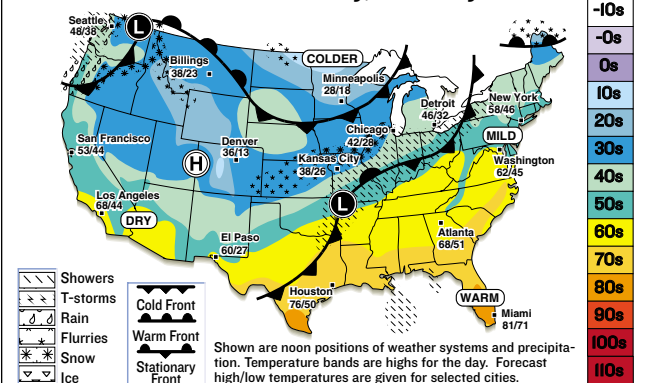 Seattle
48/38
L
Billings
38/23
COLDER
Minneapolis
28/18
Detroit
46/32
New York
58/46
MILD
San Francisco
53/44
H
Denver
36/13
Chicago
42/28
Kansas City
38/26
Washington
62/45
Los Angeles
68/44
DRY
L
El Paso
60/27
Atlanta
68/51
Houston
76/50
WARM
Miami
81/71
Showers
T-storms
Rain
Flurries
Snow
Ice
Cold Front
Warm Front
Stationary
Front
Shown are noon positions of weather systems and precipita-
tion. Temperature bands are highs for the day. Forecast
high/low temperatures are given for selected cities.
-10s
-0s
0s
10s
20s
30s
40s
50s
60s
70s
80s
90s
100s
110s